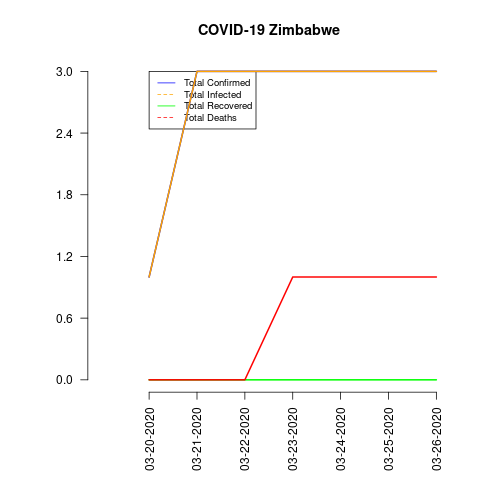 COVID-19 Zimbabwe
3.0
2.4
1.8
1.2
0.6
0.0
Total Confirmed
Total Infected
Total Recovered
Total Deaths
03-20-2020
03-21-2020
03-22-2020
03-23-2020
03-24-2020
03-25-2020
03-26-2020